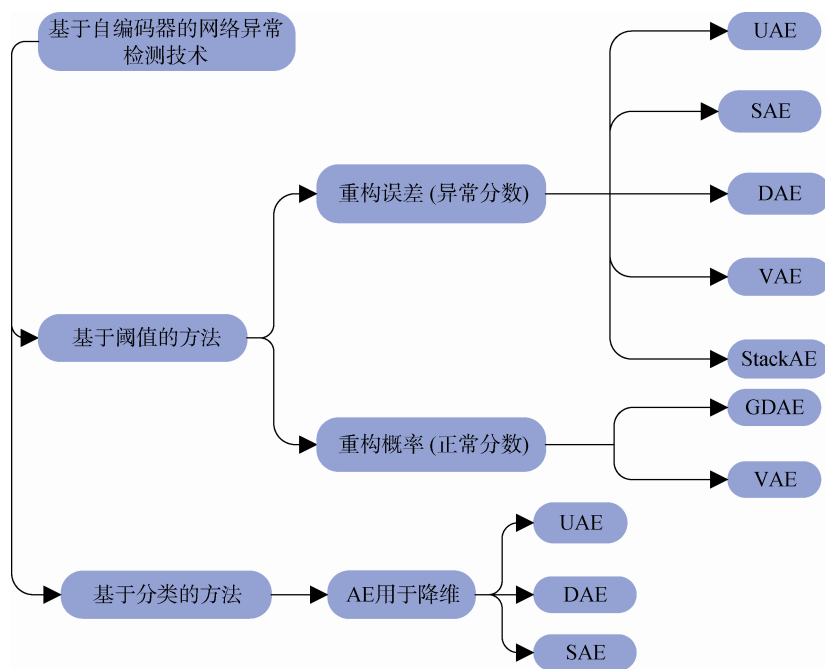 基于自编码器的网络异常
检测技术
UAE
SAE
重构误差 (异常分数)
DAE
VAE
基于阈值的方法
StackAE
GDAE
重构概率 (正常分数)
VAE
UAE
基于分类的方法
AE用于降维
DAE
SAE